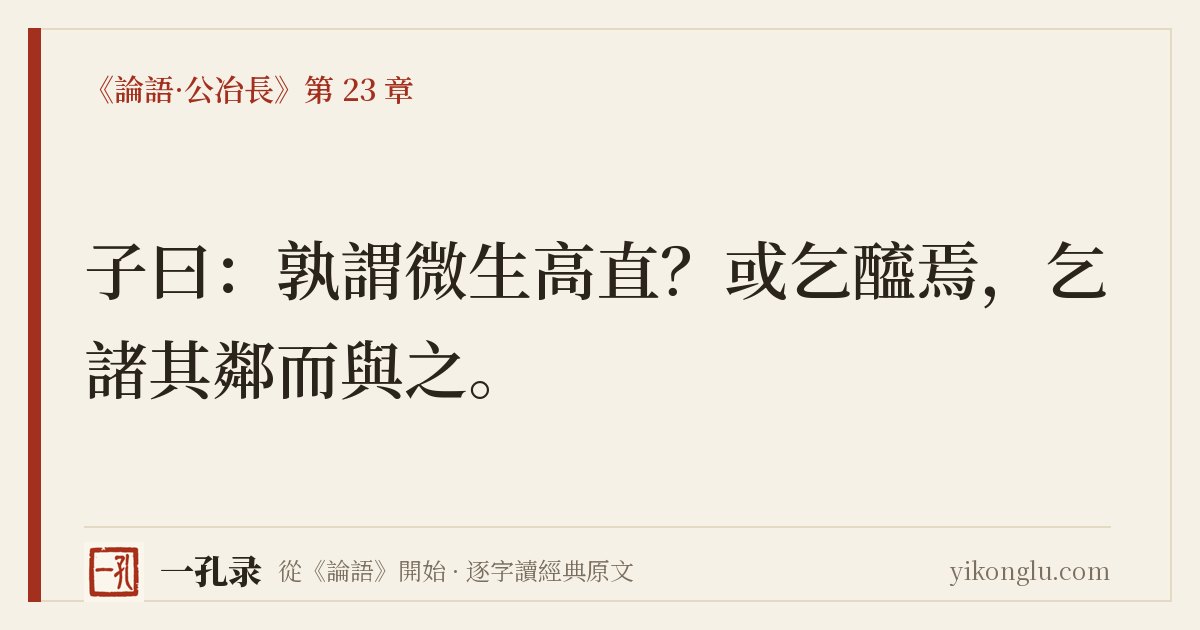 《論語·公冶長》第 23 章
子曰：孰謂微生高直？或乞醯焉，乞
諸其鄰而與之。
一孔
一孔录 從《論語》開始 · 逐字讀經典原文 yikonglu.com